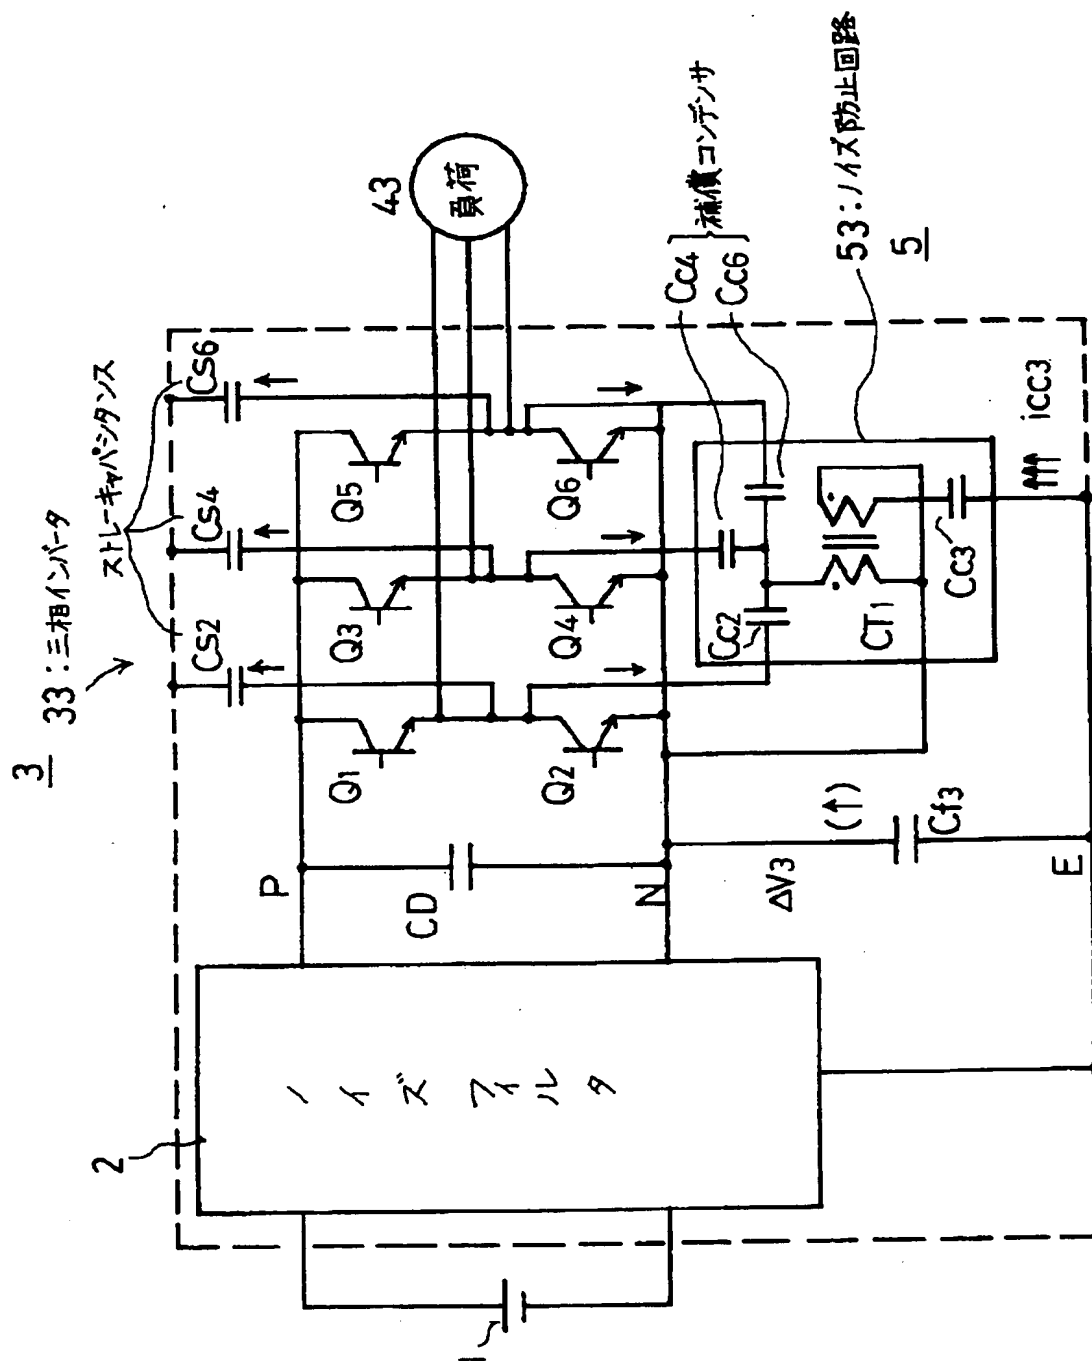 3
33:三相インバータ
ストレーキャパシタンス
Cs2
Cs4
Cs6
43
負荷
P
Q1
Q3
Q5
CD
Q2
Q4
Q6
N
2
ノイズフィルタ
1
Cc4
Cc6
補償コンデンサ
53:ノイズ防止回路
5
Cc2
CT1
Cc3
iCC3
ΔV3
(↑)
Cf3
E